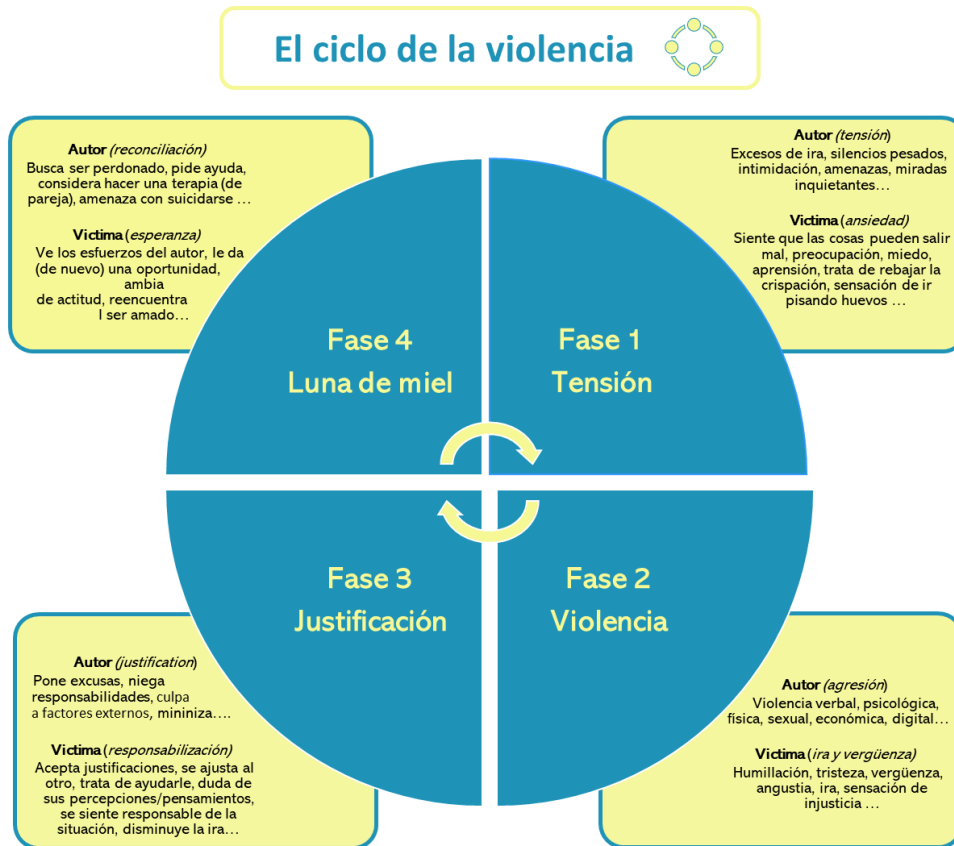 El ciclo de la violencia
Autor (reconciliación)
Busca ser perdonado, pide ayuda,
considera hacer una terapia (de
pareja), amenaza con suicidarse ...
Victima (esperanza)
Ve los esfuerzos del autor, le da
(de nuevo) una oportunidad,
ambia
de actitud, reencuentra
l ser amado...
Autor (tensión)
Excesos de ira, silencios pesados,
intimidación, amenazas, miradas
inquietantes...
Victima (ansiedad)
Siente que las cosas pueden salir
mal, preocupación, miedo,
aprensión, trata de rebajar la
crispación, sensación de ir
pisando huevos ...
Fase 4
Luna de miel
Fase 1
Tensión
Fase 3
Justificación
Fase 2
Violencia
Autor (justification)
Pone excusas, niega
responsabilidades, culpa
a factores externos, mininiza....
Victima (responsabilización)
Acepta justificaciones, se ajusta al
otro, trata de ayudarle, duda de
sus percepciones/pensamientos,
se siente responsable de la
situación, disminuye la ira...
Autor (agresión)
Violencia verbal, psicológica,
física, sexual, económica, digital...
Victima (ira y vergüenza)
Humillación, tristeza, vergüenza,
angustia, ira, sensación de
injusticia ...